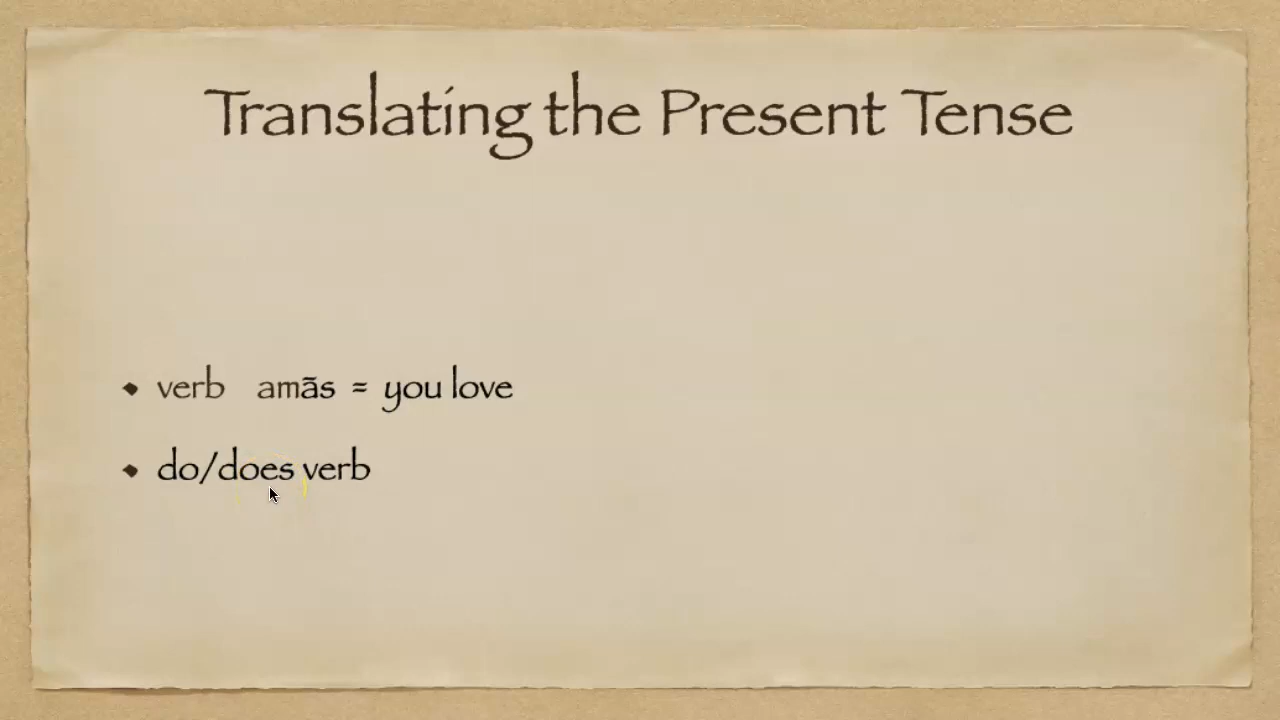 Translating the Present Tense
verb amās = you love
do/does verb